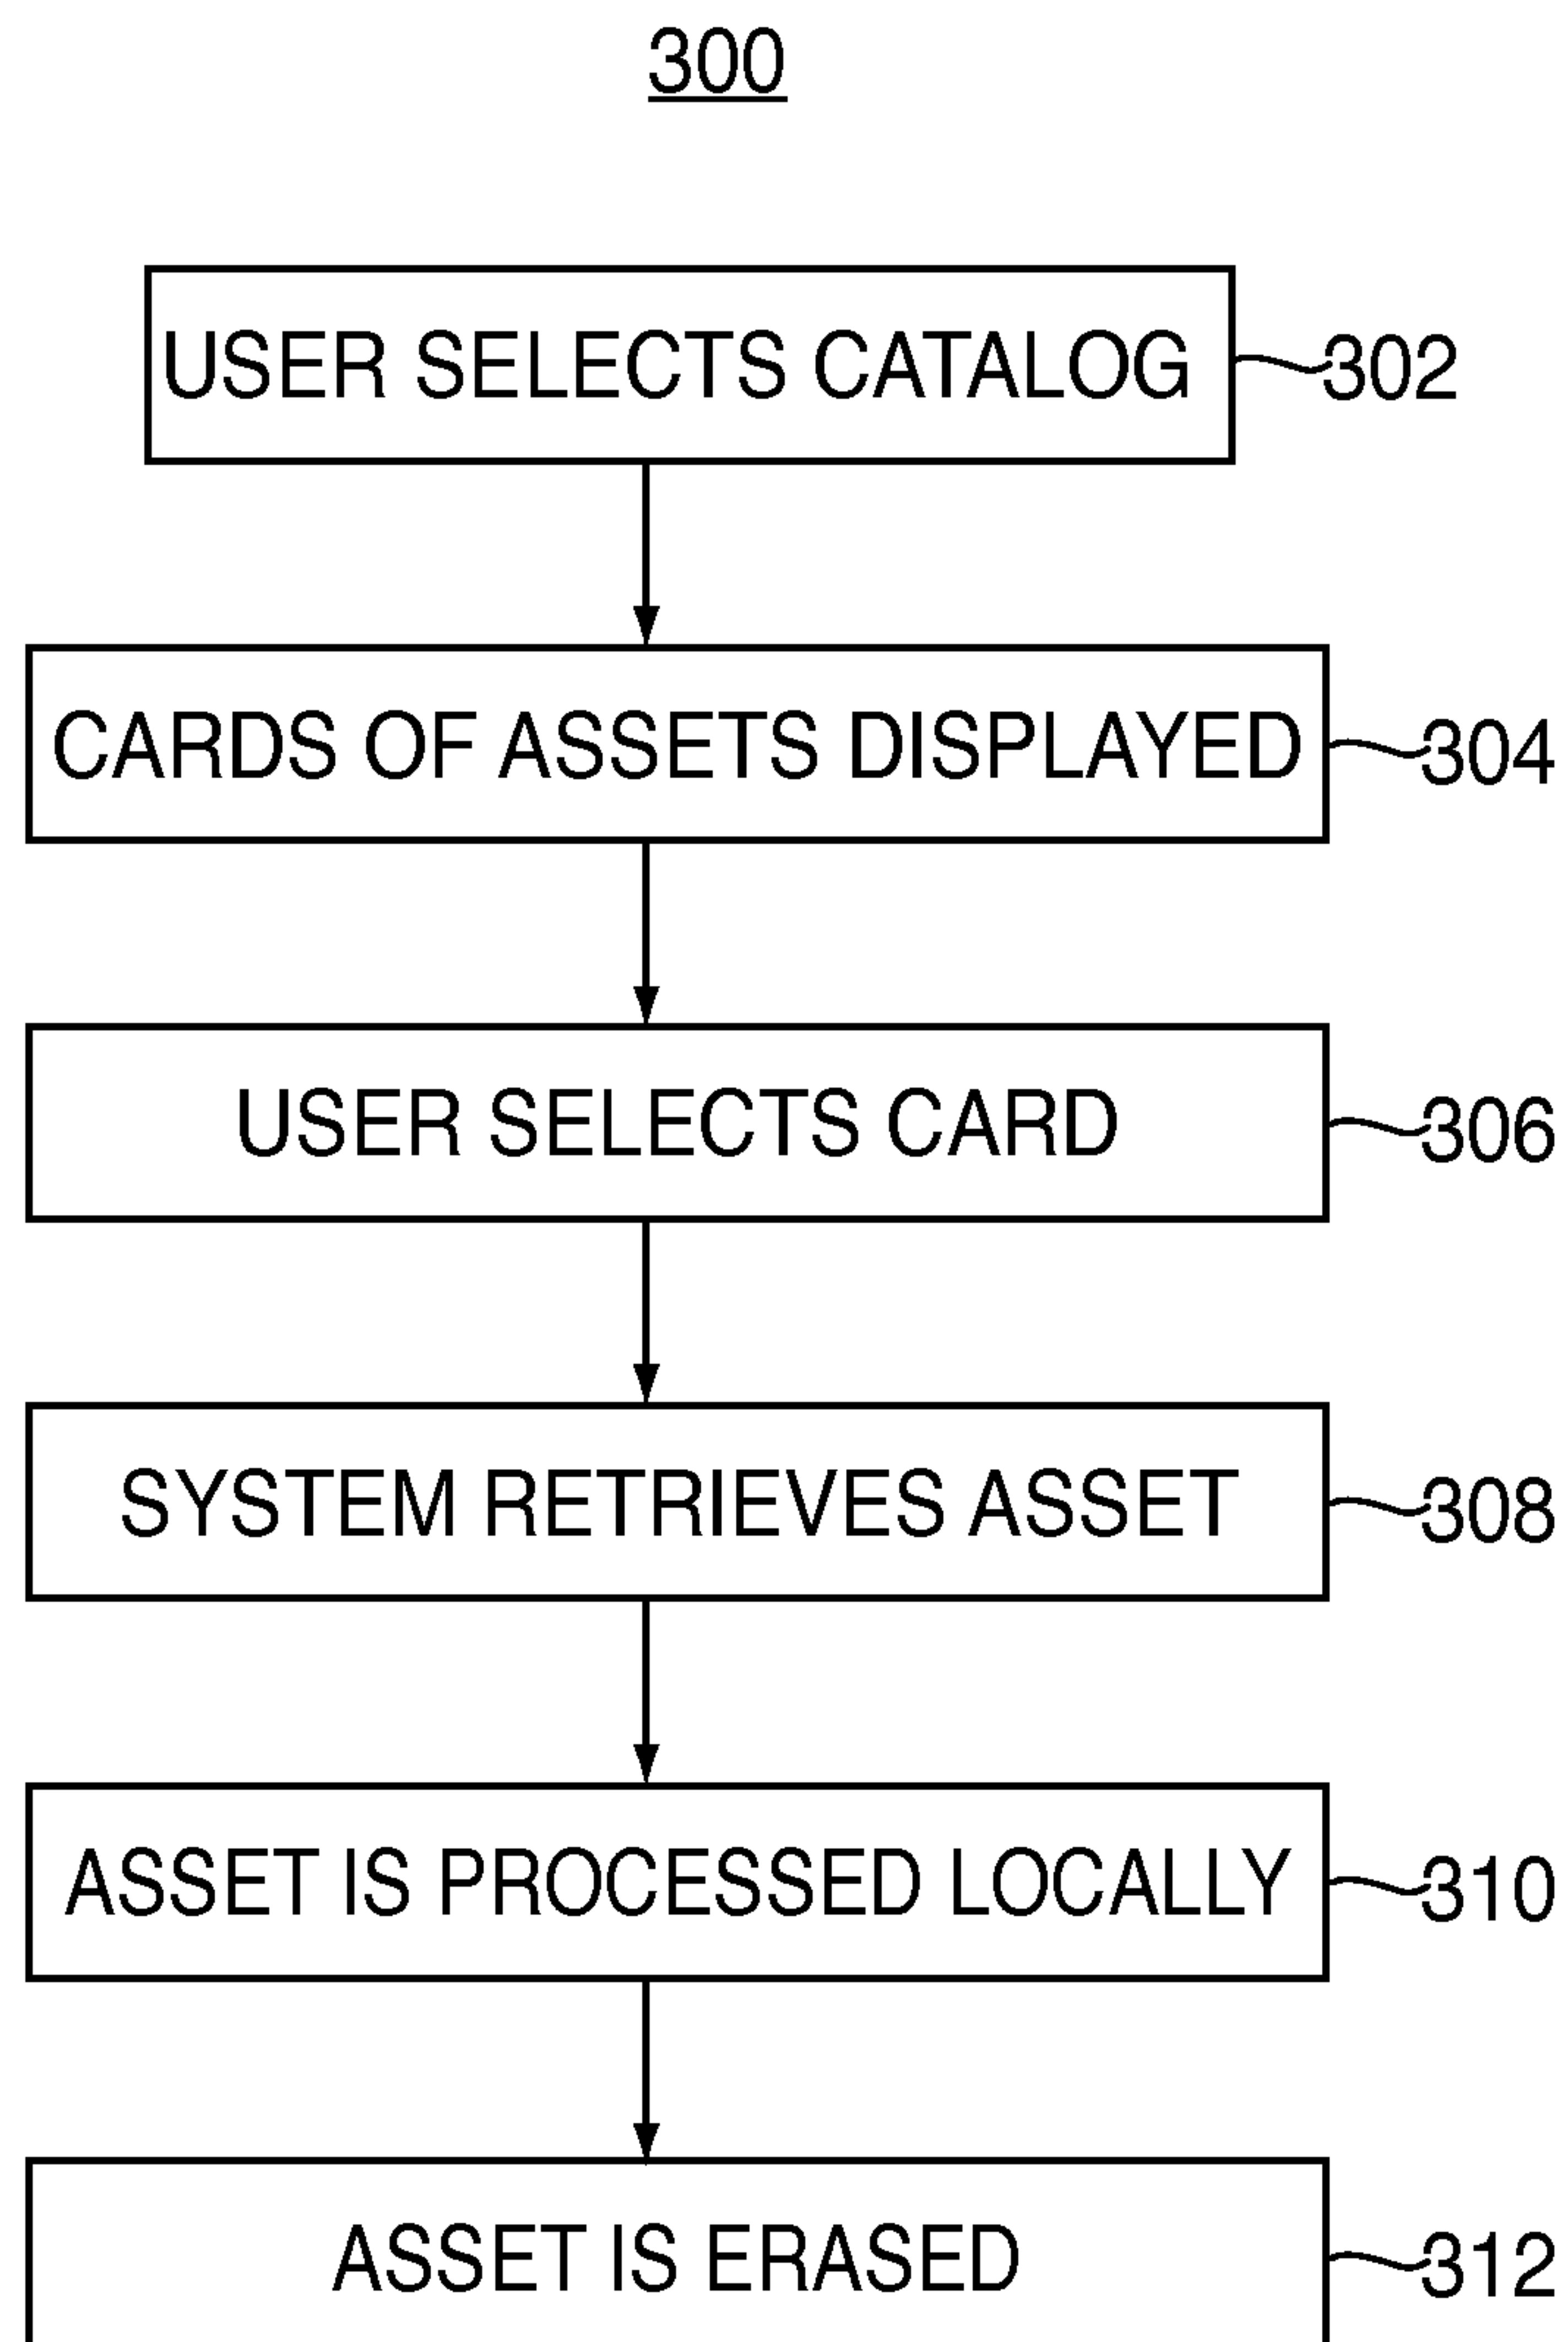 300
USER SELECTS CATALOG 302
CARDS OF ASSETS DISPLAYED 304
USER SELECTS CARD 306
SYSTEM RETRIEVES ASSET 308
ASSET IS PROCESSED LOCALLY 310
ASSET IS ERASED 312